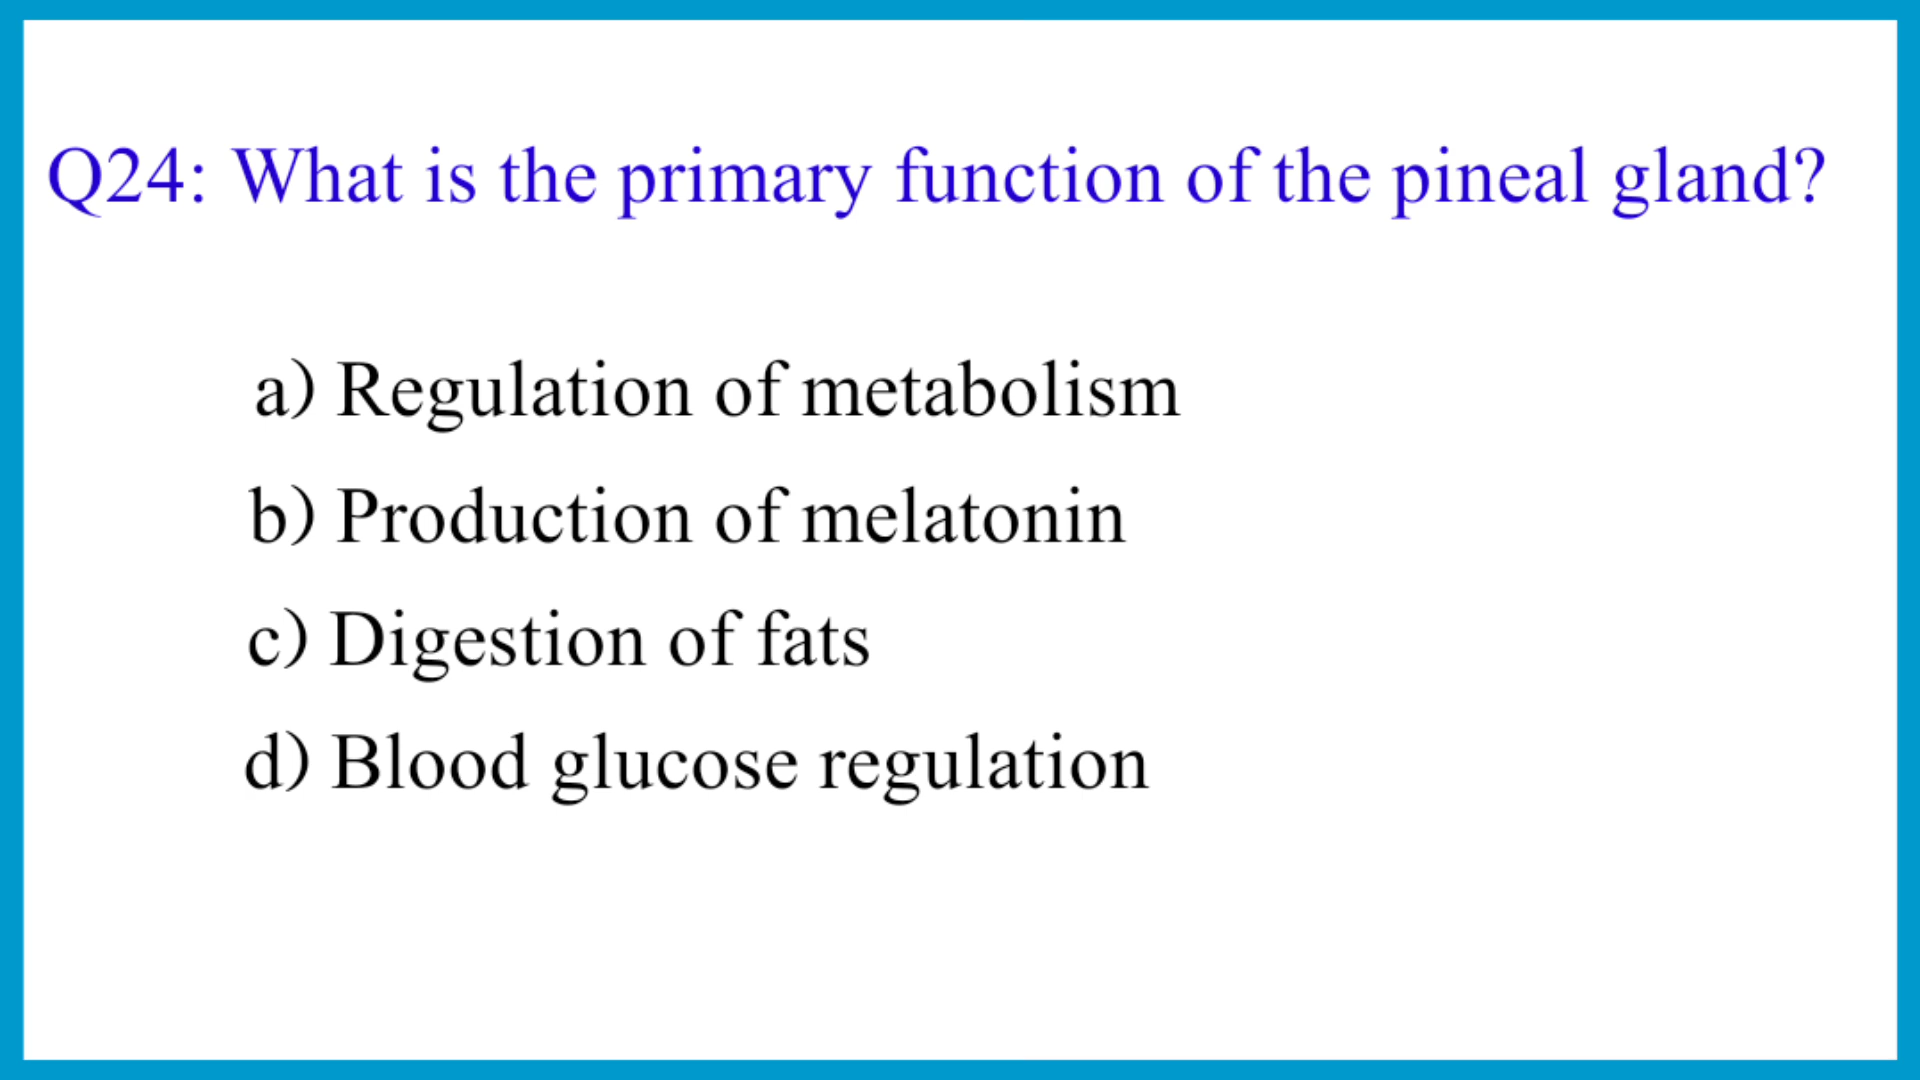 Q24: What is the primary function of the pineal gland?
a) Regulation of metabolism
b) Production of melatonin
c) Digestion of fats
d) Blood glucose regulation